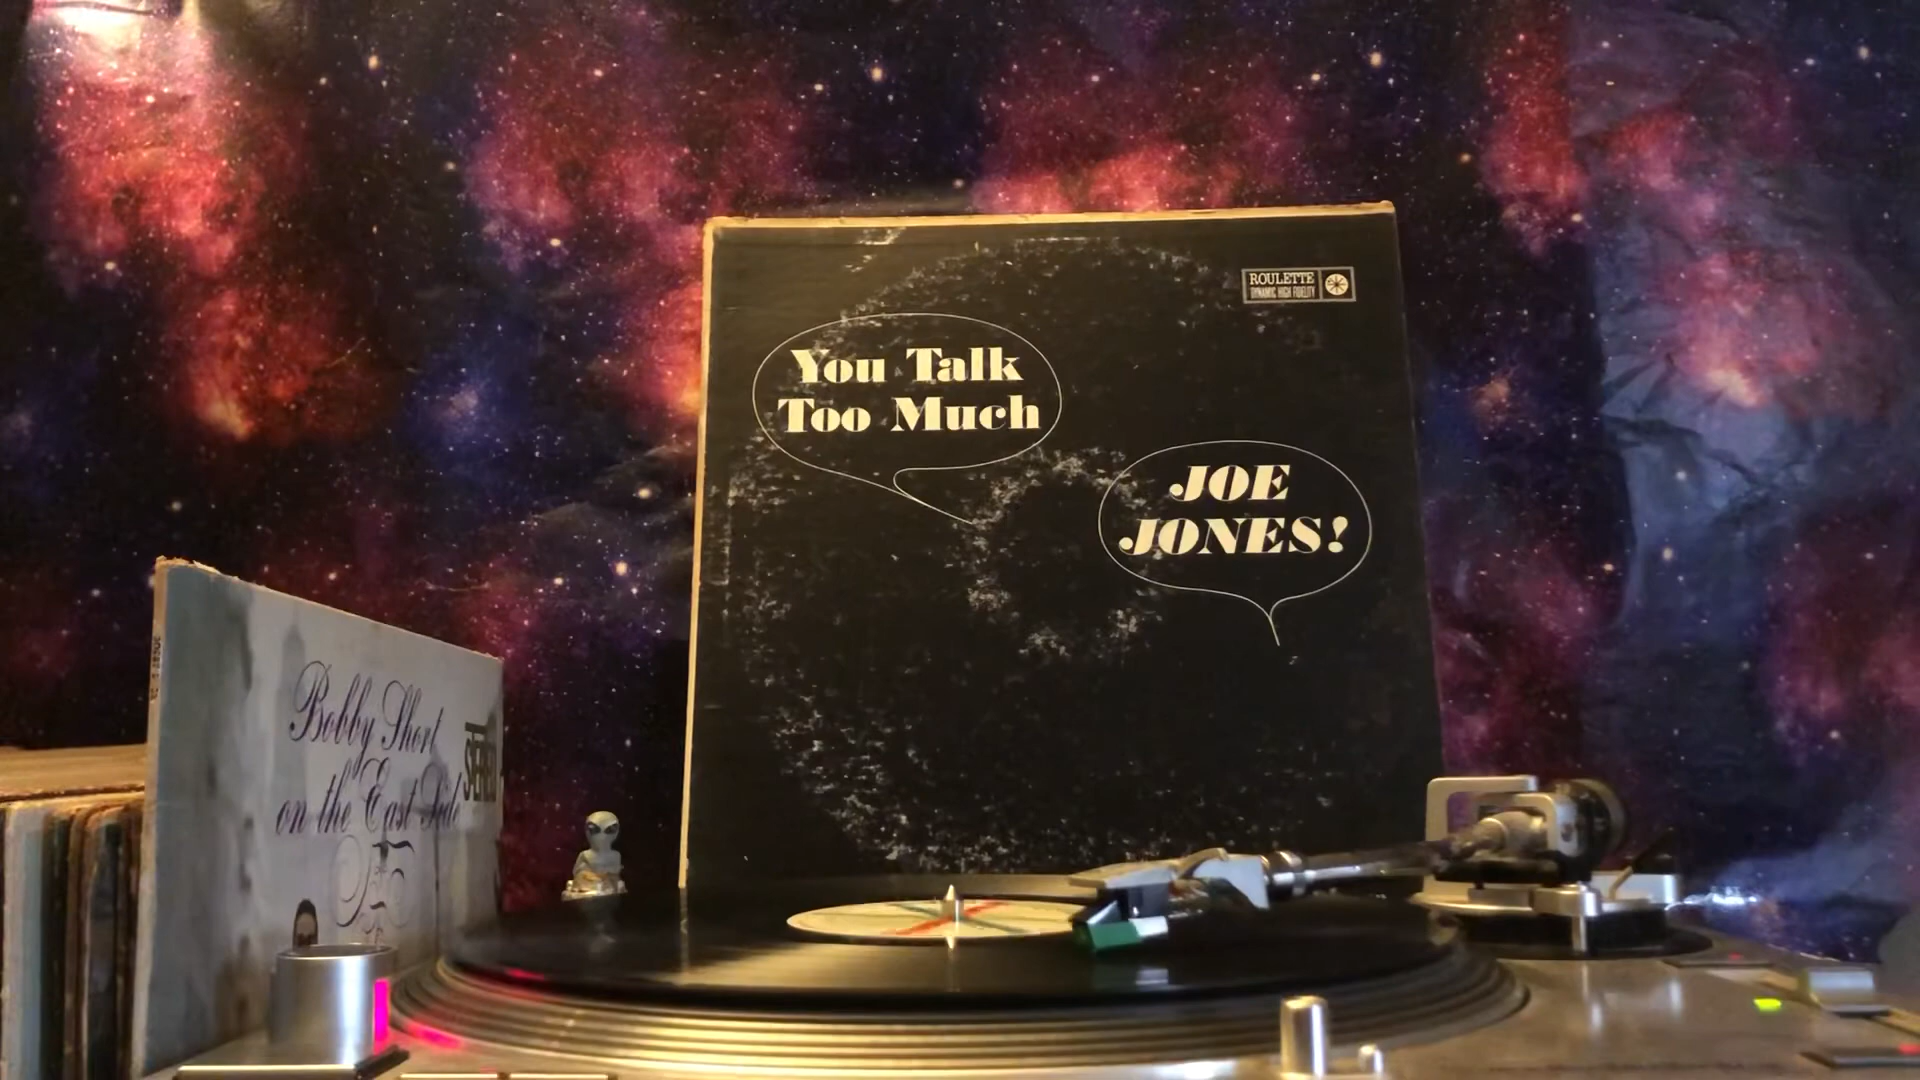 ROULETTE
DYNAMIC HIGH FIDELITY
You Talk
Too Much
JOE
JONES!
Bobby Short
on the East Side
STEREO